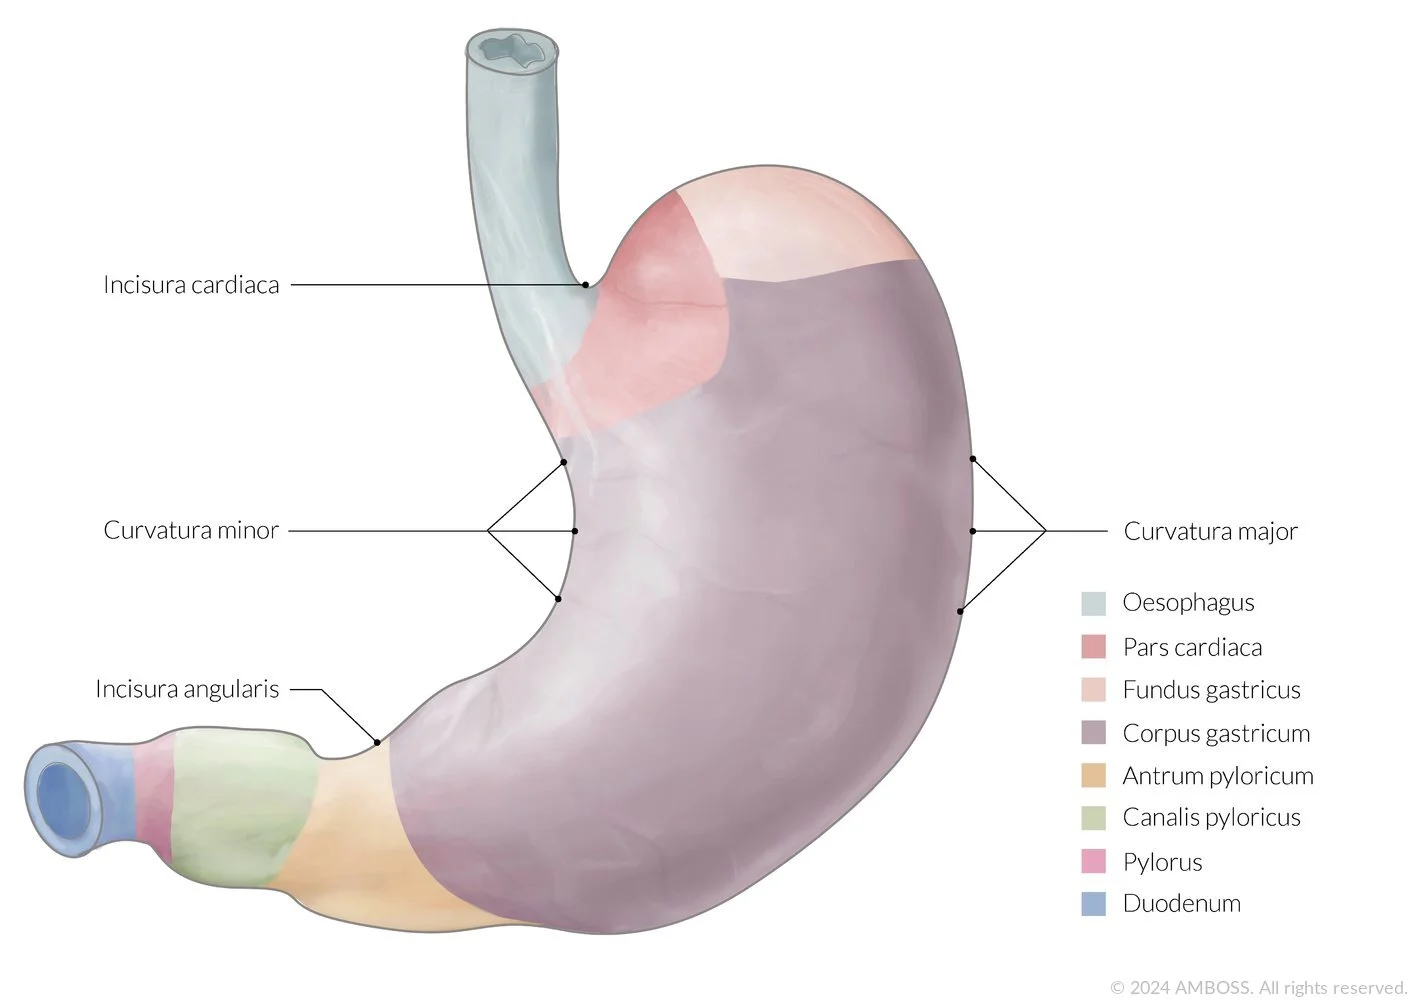 Incisura cardiaca
Curvatura minor
Curvatura major
Oesophagus
Pars cardiaca
Fundus gastricus
Incisura angularis
Corpus gastricum
Antrum pyloricum
Canalis pyloricus
Pylorus
Duodenum
© 2024 AMBOSS. All rights reserved.